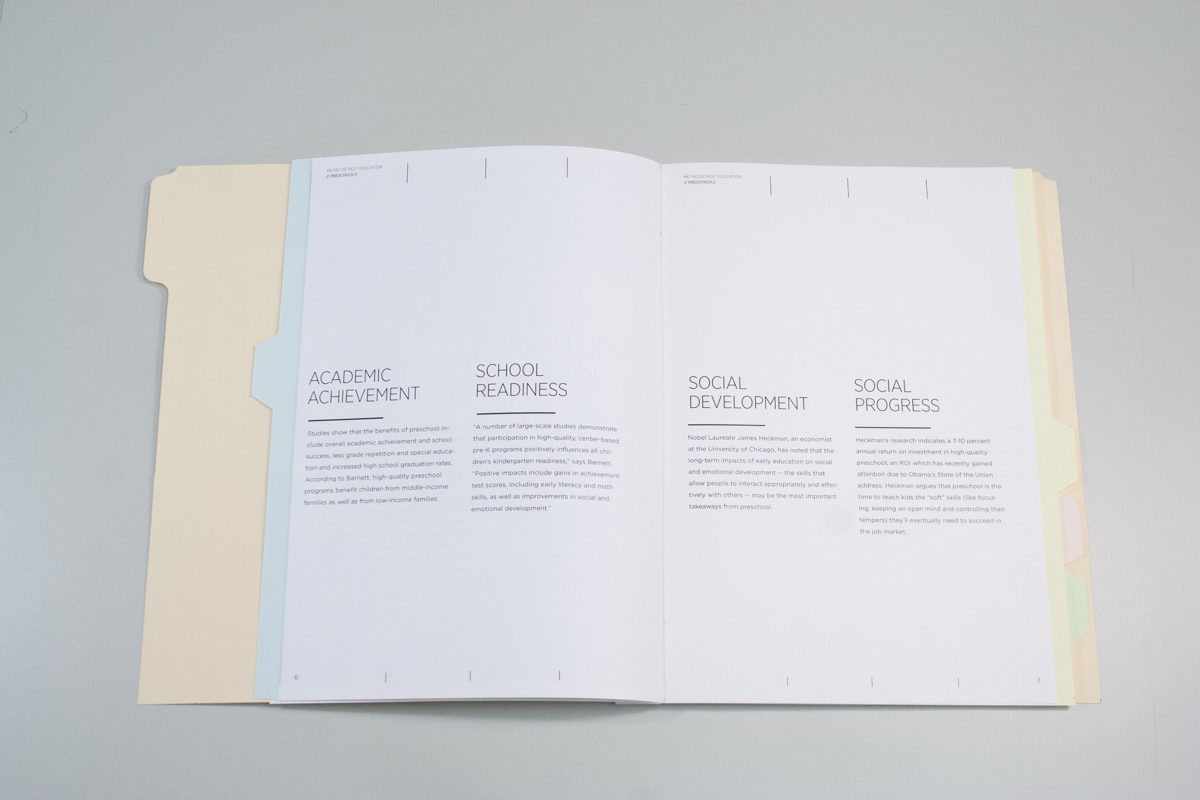 METRO DETROIT EDUCATION
// PRESCHOOLS
ACADEMIC
ACHIEVEMENT
Studies show that the benefits of preschool in-
clude overall academic achievement and school
success, less grade repetition and special educa-
tion and increased high school graduation rates.
According to Barnett, high-quality preschool
programs benefit children from middle-income
families as well as from low-income families.
SCHOOL
READINESS
"A number of large-scale studies demonstrate
that participation in high-quality, center-based
pre-K programs positively influences all chil-
dren's kindergarten readiness," says Barnett.
"Positive impacts include gains in achievement
test scores, including early literacy and math
skills, as well as improvements in social and
emotional development."
6
METRO DETROIT EDUCATION
// PRESCHOOLS
SOCIAL
DEVELOPMENT
Nobel Laureate James Heckman, an economist
at the University of Chicago, has noted that the
long-term impacts of early education on social
and emotional development — the skills that
allow people to interact appropriately and effec-
tively with others — may be the most important
takeaways from preschool.
SOCIAL
PROGRESS
Heckman's research indicates a 7-10 percent
annual return on investment in high-quality
preschool, an ROI which has recently gained
attention due to Obama's State of the Union
address. Heckman argues that preschool is the
time to teach kids the "soft" skills (like focus-
ing, keeping an open mind and controlling their
tempers) they'll eventually need to succeed in
the job market.
7